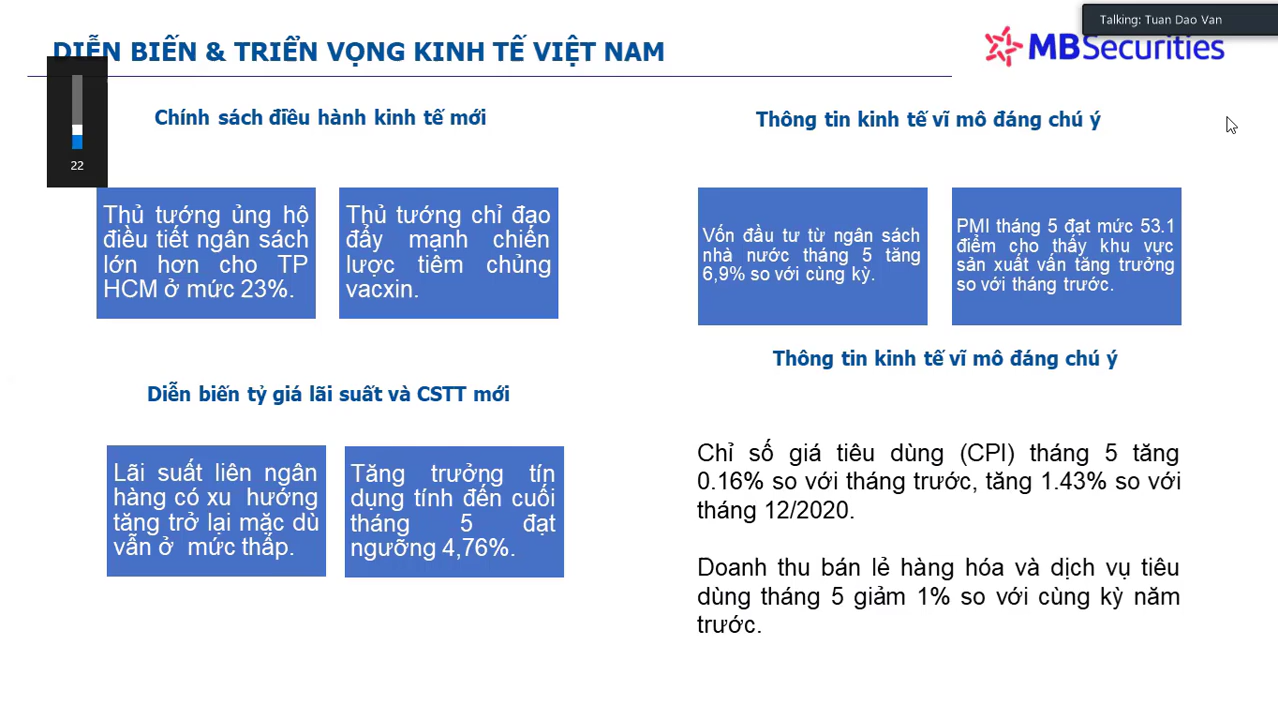 Talking: Tuan Dao Van
DIỄN BIẾN & TRIỂN VỌNG KINH TẾ VIỆT NAM
MBSecurities
22
Chính sách điều hành kinh tế mới
Thủ tướng ủng hộ
điều tiết ngân sách
lớn hơn cho TP
HCM ở mức 23%.
Thủ tướng chỉ đạo
đẩy mạnh chiến
lược tiêm chủng
vacxin.
Diễn biến tỷ giá lãi suất và CSTT mới
Lãi suất liên ngân
hàng có xu hướng
tăng trở lại mặc dù
vẫn ở mức thấp.
Tăng trưởng tín
dụng tính đến cuối
tháng 5 đạt
ngưỡng 4,76%.
Thông tin kinh tế vĩ mô đáng chú ý
Vốn đầu tư từ ngân sách
nhà nước tháng 5 tăng
6,9% so với cùng kỳ.
PMI tháng 5 đạt mức 53.1
điểm cho thấy khu vực
sản xuất vấn tăng trưởng
so với tháng trước.
Thông tin kinh tế vĩ mô đáng chú ý
Chỉ số giá tiêu dùng (CPI) tháng 5 tăng
0.16% so với tháng trước, tăng 1.43% so với
tháng 12/2020.
Doanh thu bán lẻ hàng hóa và dịch vụ tiêu
dùng tháng 5 giảm 1% so với cùng kỳ năm
trước.